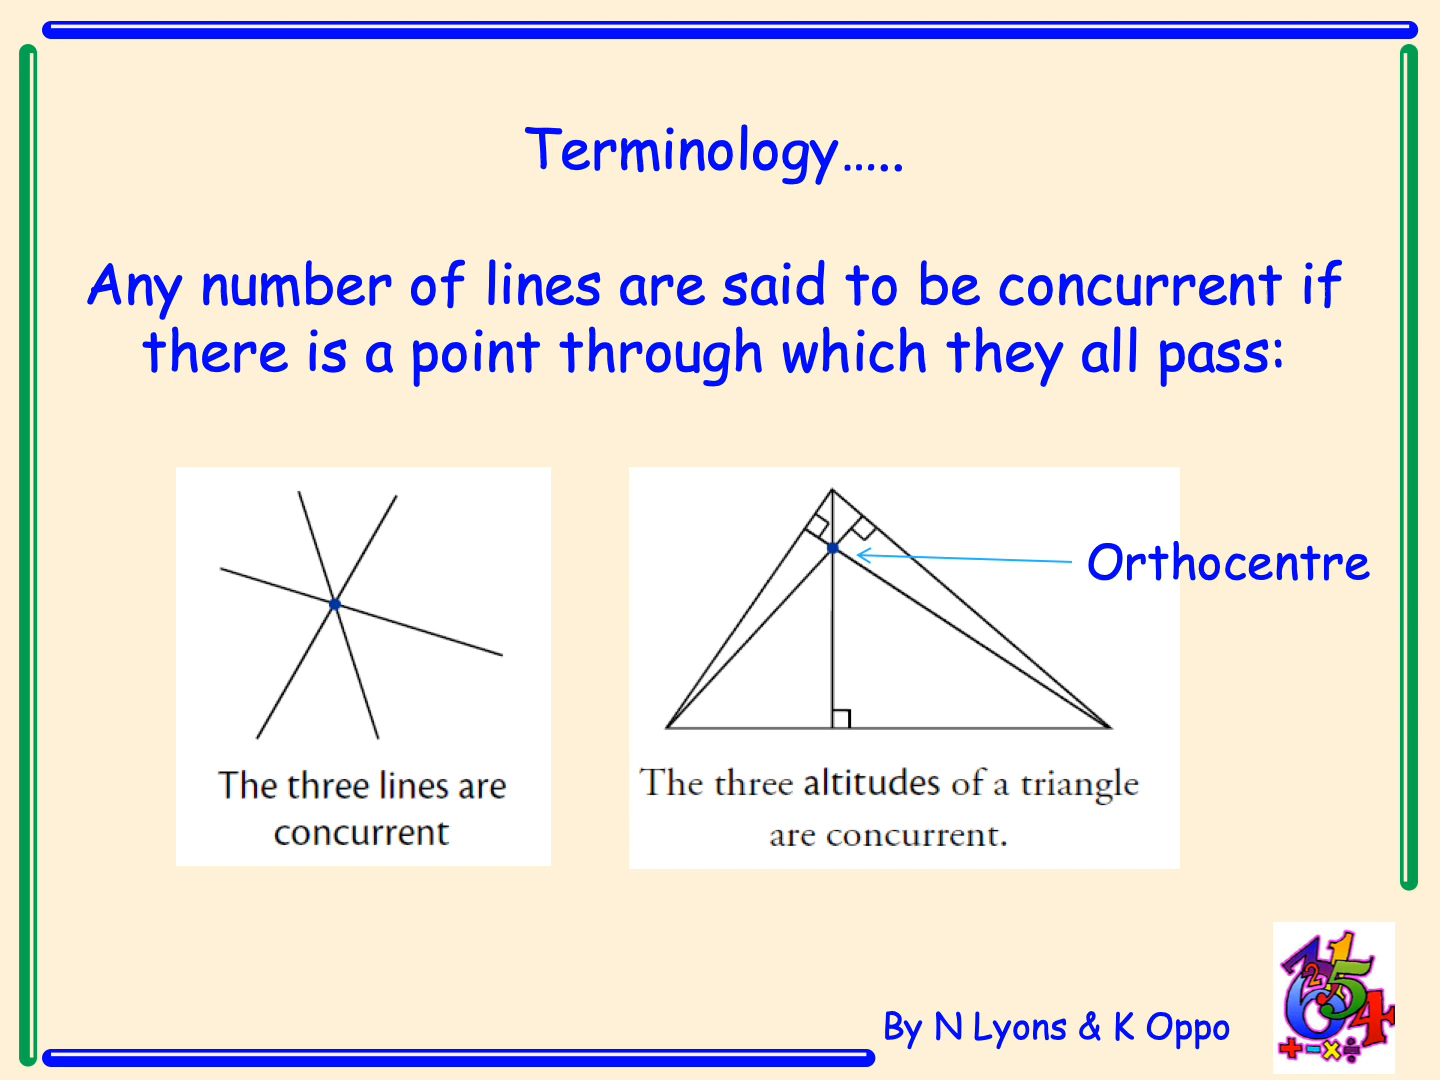 Terminology.....
Any number of lines are said to be concurrent if
there is a point through which they all pass:
Orthocentre
The three lines are
concurrent
The three altitudes of a triangle
are concurrent.
By N Lyons & K Oppo